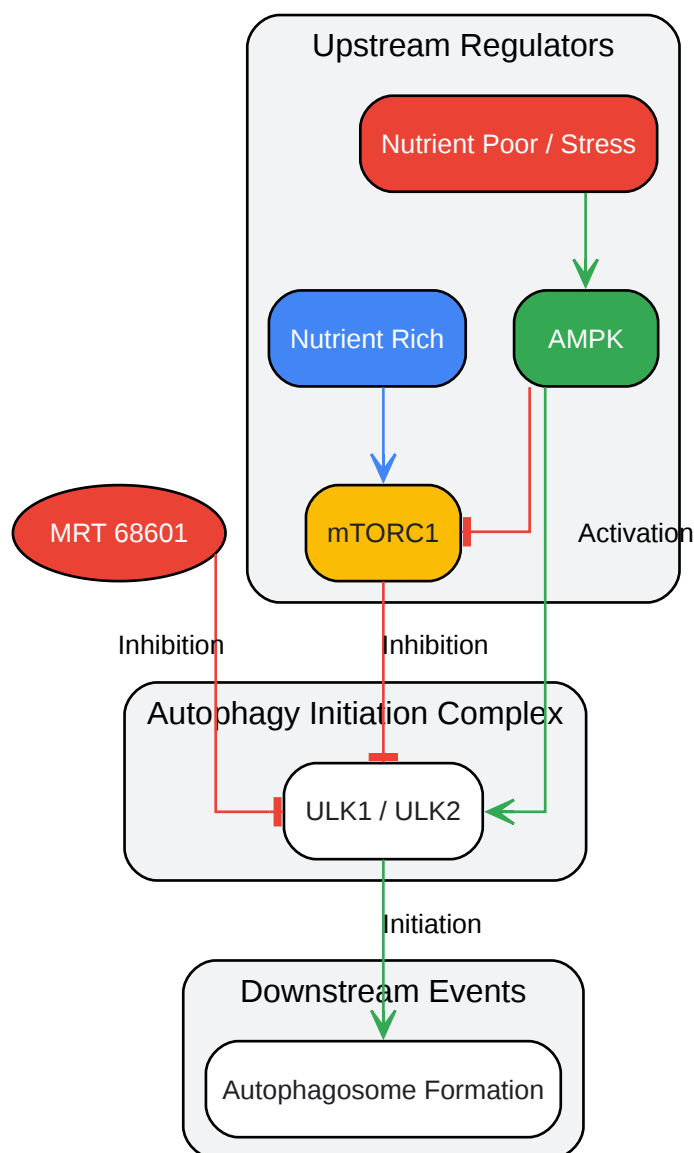 Upstream Regulators
Nutrient Poor / Stress
Nutrient Rich
AMPK
MRT 68601
mTORC1
Activation
Inhibition
Inhibition
Autophagy Initiation Complex
ULK1 / ULK2
Initiation
Downstream Events
Autophagosome Formation